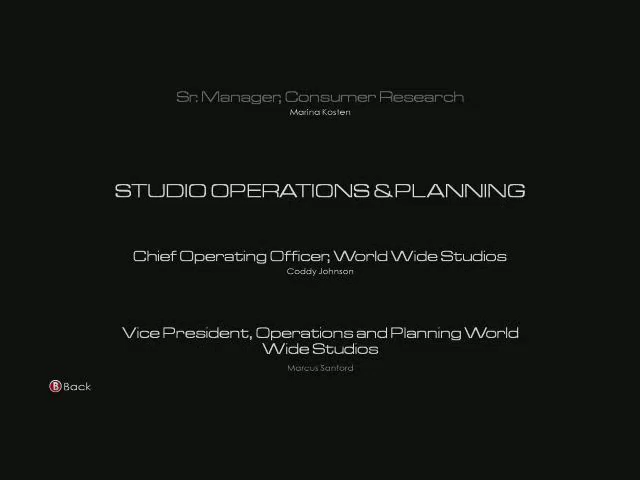 Sr. Manager, Consumer Research
Marina Kosten
STUDIO OPERATIONS & PLANNING
Chief Operating Officer, World Wide Studios
Coddy Johnson
Vice President, Operations and Planning World
Wide Studios
Marcus Sanford
B Back